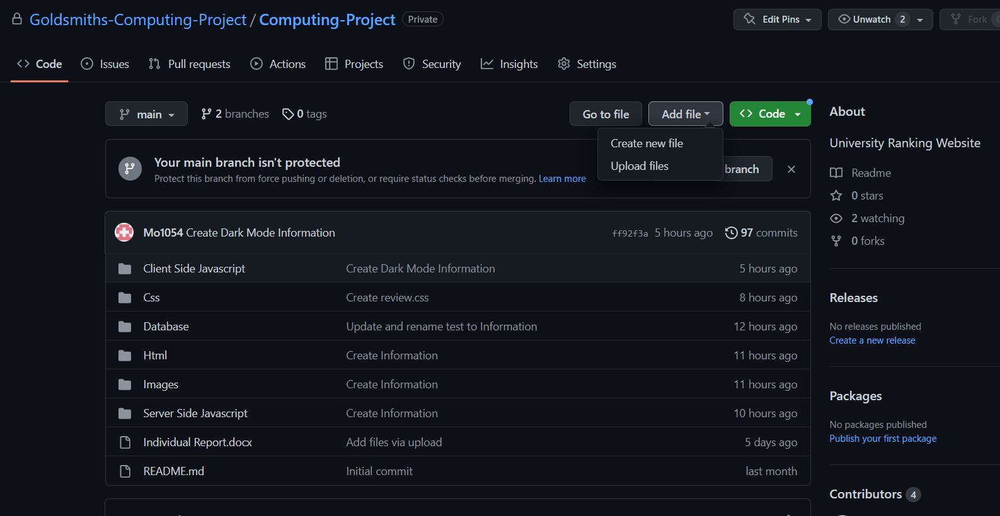 Goldsmiths-Computing-Project / Computing-Project Private
Edit Pins
Unwatch 2
Fork
Code
Issues
Pull requests
Actions
Projects
Security
Insights
Settings
main
2 branches
0 tags
Go to file
Add file
Code
Create new file
Upload files
Your main branch isn't protected
Protect this branch from force pushing or deletion, or require status checks before merging. Learn more
branch
Mo1054 Create Dark Mode Information ff92f3a 5 hours ago 97 commits
Client Side Javascript Create Dark Mode Information 5 hours ago
Css Create review.css 8 hours ago
Database Update and rename test to Information 12 hours ago
Html Create Information 11 hours ago
Images Create Information 11 hours ago
Server Side Javascript Create Information 10 hours ago
Individual Report.docx Add files via upload 5 days ago
README.md Initial commit last month
About
University Ranking Website
Readme
0 stars
2 watching
0 forks
Releases
No releases published
Create a new release
Packages
No packages published
Publish your first package
Contributors 4